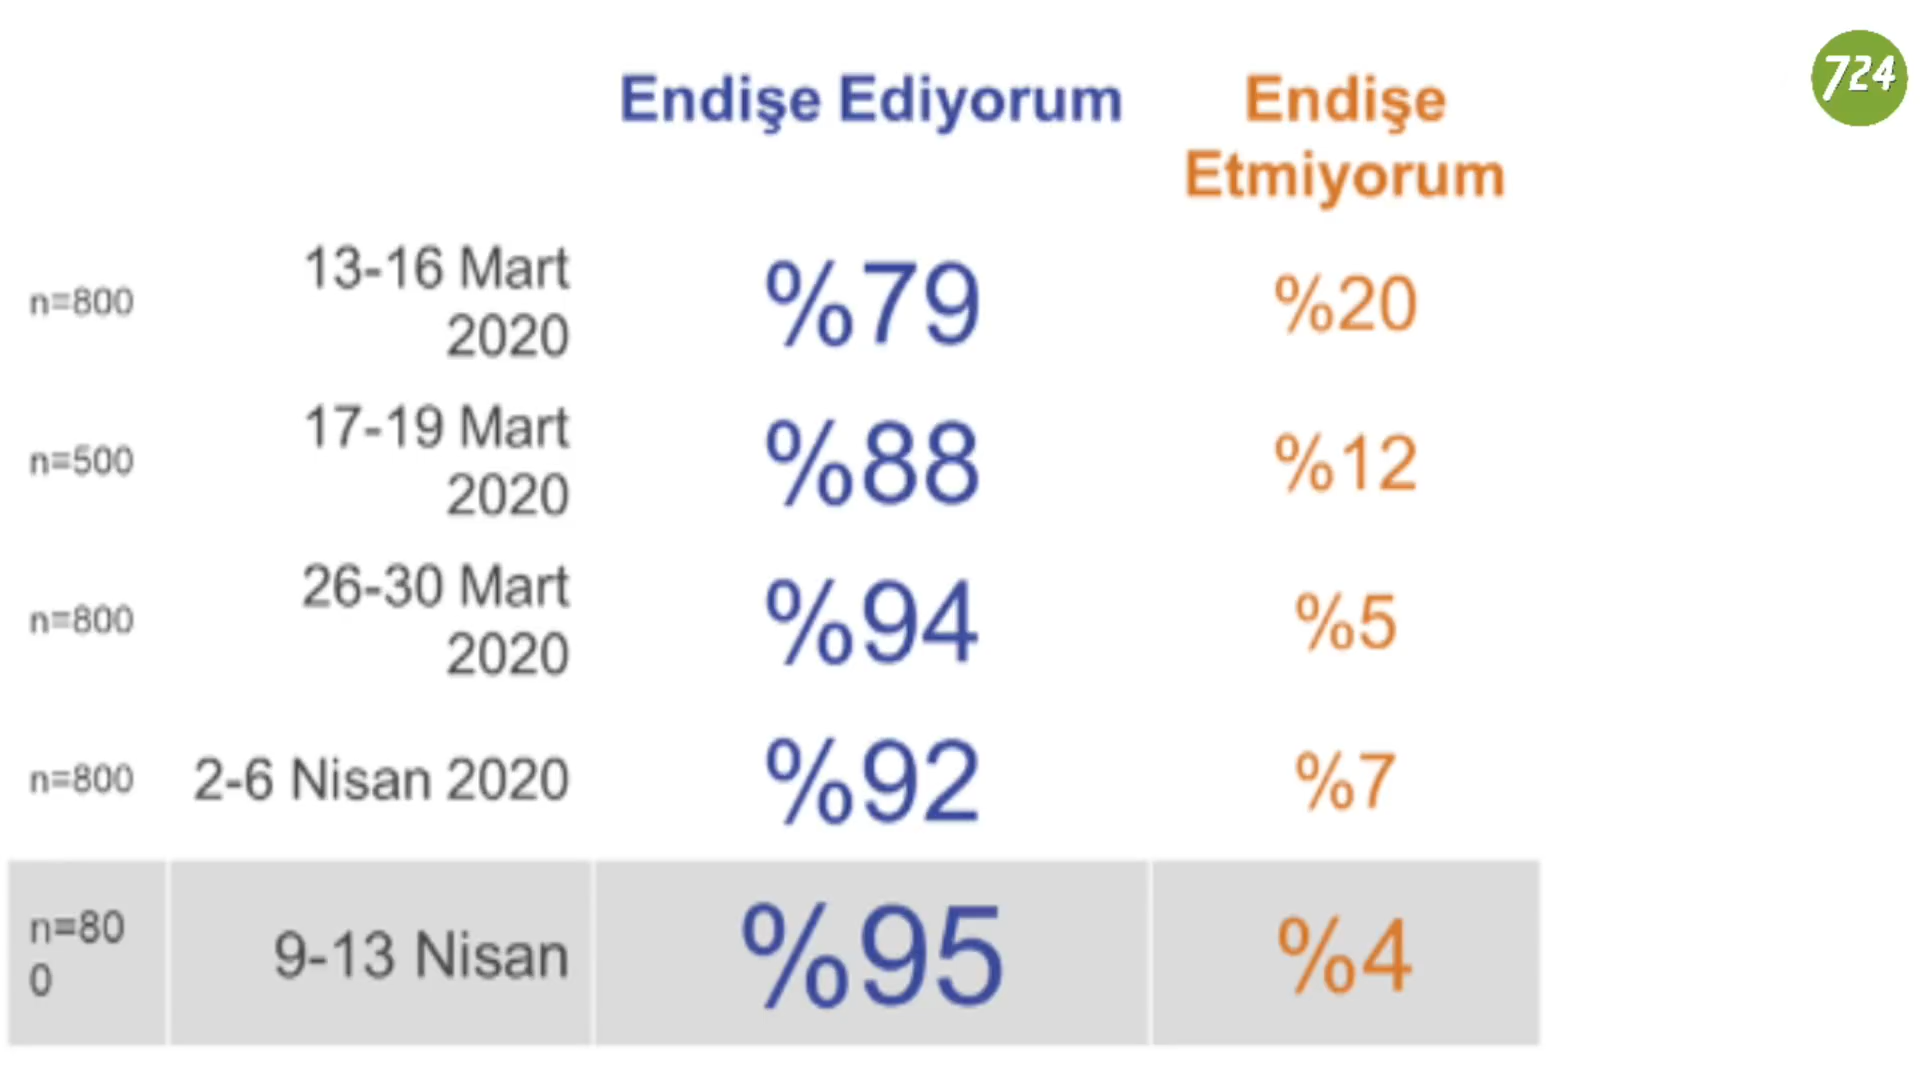 724
Endişe Ediyorum
Endişe
Etmiyorum
n=800
13-16 Mart
2020
%79
%20
n=500
17-19 Mart
2020
%88
%12
n=800
26-30 Mart
2020
%94
%5
n=800
2-6 Nisan 2020
%92
%7
n=80
0
9-13 Nisan
%95
%4